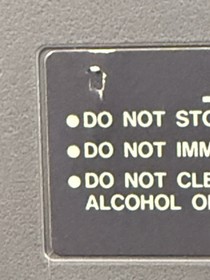 ● DO NOT STO
● DO NOT IMM
● DO NOT CLE
ALCOHOL O